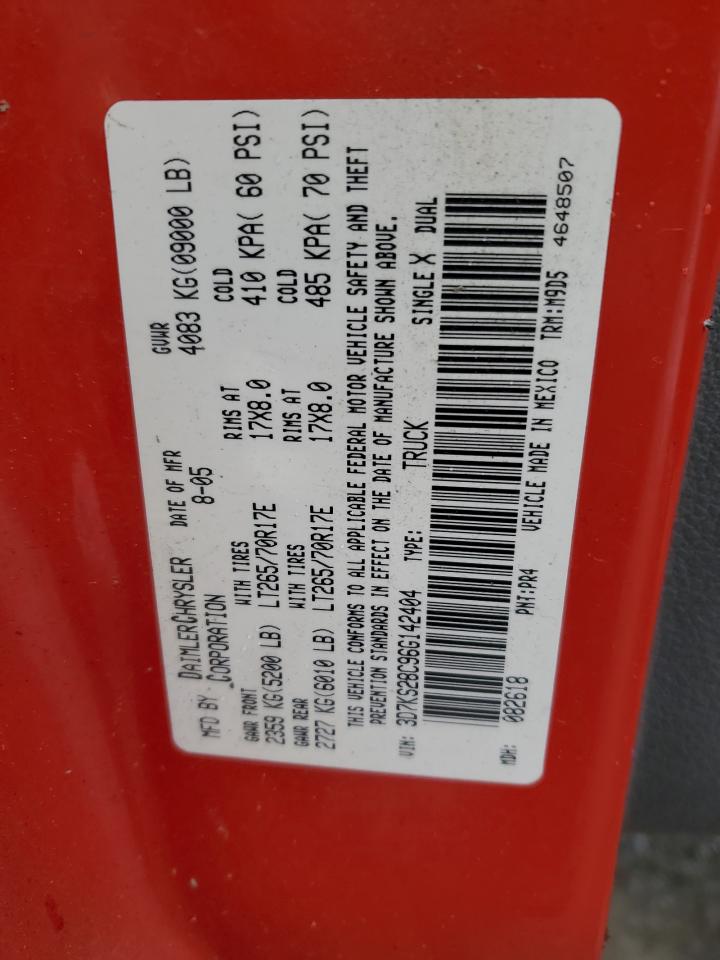 MFD BY DAIMLERCHRYSLER CORPORATION DATE OF MFR 8-05 GVWR 4083 KG(09000 LB)
GAWR FRONT WITH TIRES RIMS AT COLD
2359 KG(5200 LB) LT265/70R17E 17X8.0 410 KPA( 60 PSI)
GAWR REAR WITH TIRES RIMS AT COLD
2727 KG(6010 LB) LT265/70R17E 17X8.0 485 KPA( 70 PSI)
THIS VEHICLE CONFORMS TO ALL APPLICABLE FEDERAL MOTOR VEHICLE SAFETY AND THEFT
PREVENTION STANDARDS IN EFFECT ON THE DATE OF MANUFACTURE SHOWN ABOVE.
VIN: 3D7KS28C96G142404 TYPE: TRUCK SINGLE X DUAL
MDH: 082618 PNT:PR4 VEHICLE MADE IN MEXICO TRM:M9D5 4648507